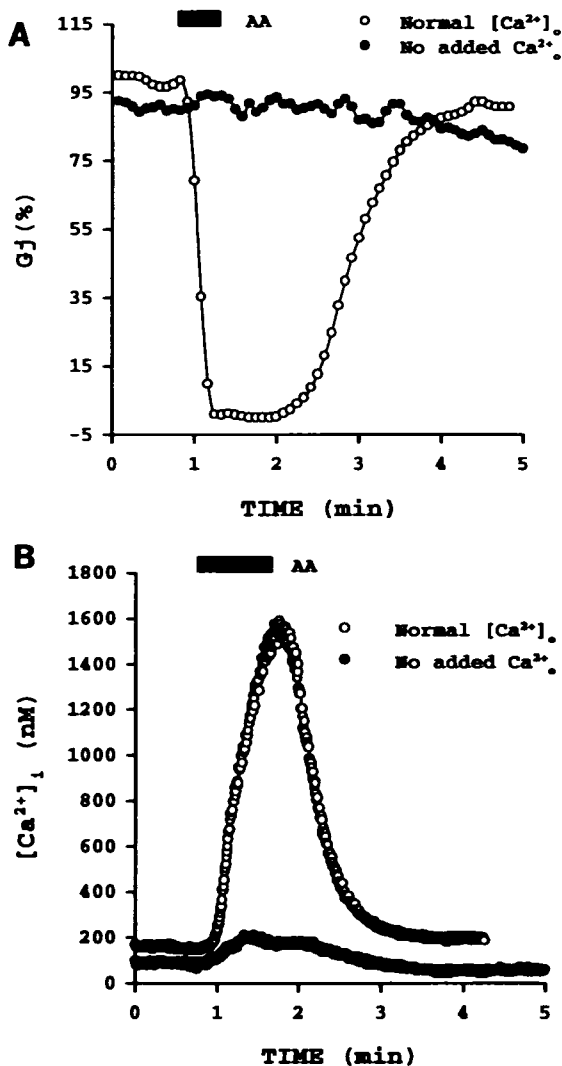 A
AA
Normal [Ca²⁺]ₒ
No added Ca²⁺ₒ
115
95
75
55
35
15
-5
Gj(%)
0 1 2 3 4 5
TIME (min)
B
AA
Normal [Ca²⁺]ₒ
No added Ca²⁺ₒ
1800
1600
1400
1200
1000
800
600
400
200
0
[Ca²⁺]ᵢ (nM)
0 1 2 3 4 5
TIME (min)